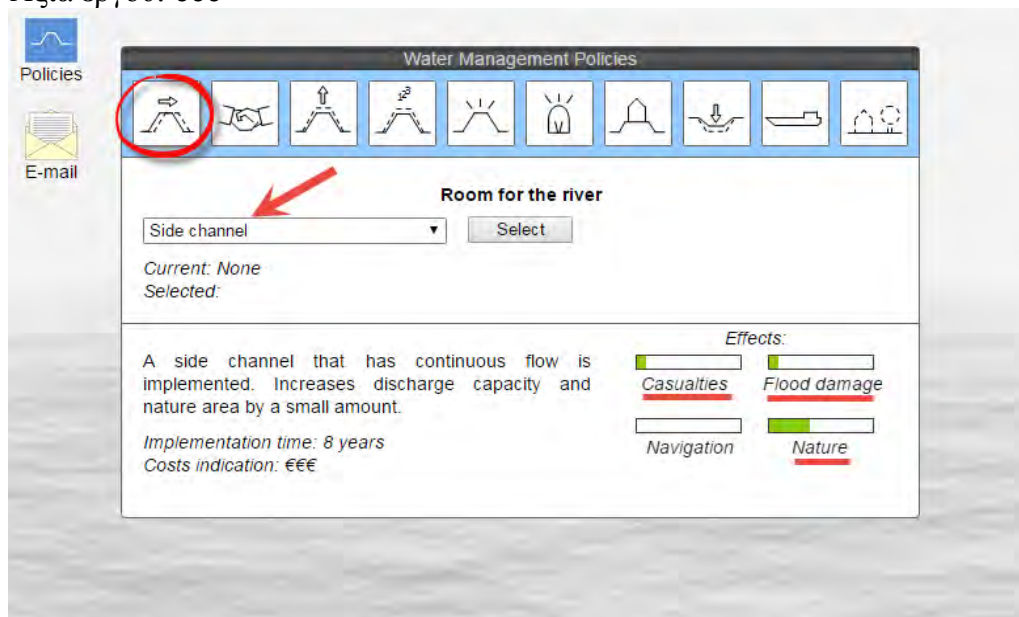 Policies
E-mail
Water Management Policies
Room for the river
Side channel
Select
Current: None
Selected:
A side channel that has continuous flow is
implemented. Increases discharge capacity and
nature area by a small amount.
Implementation time: 8 years
Costs indication: €€€
Effects:
Casualties Flood damage
Navigation Nature